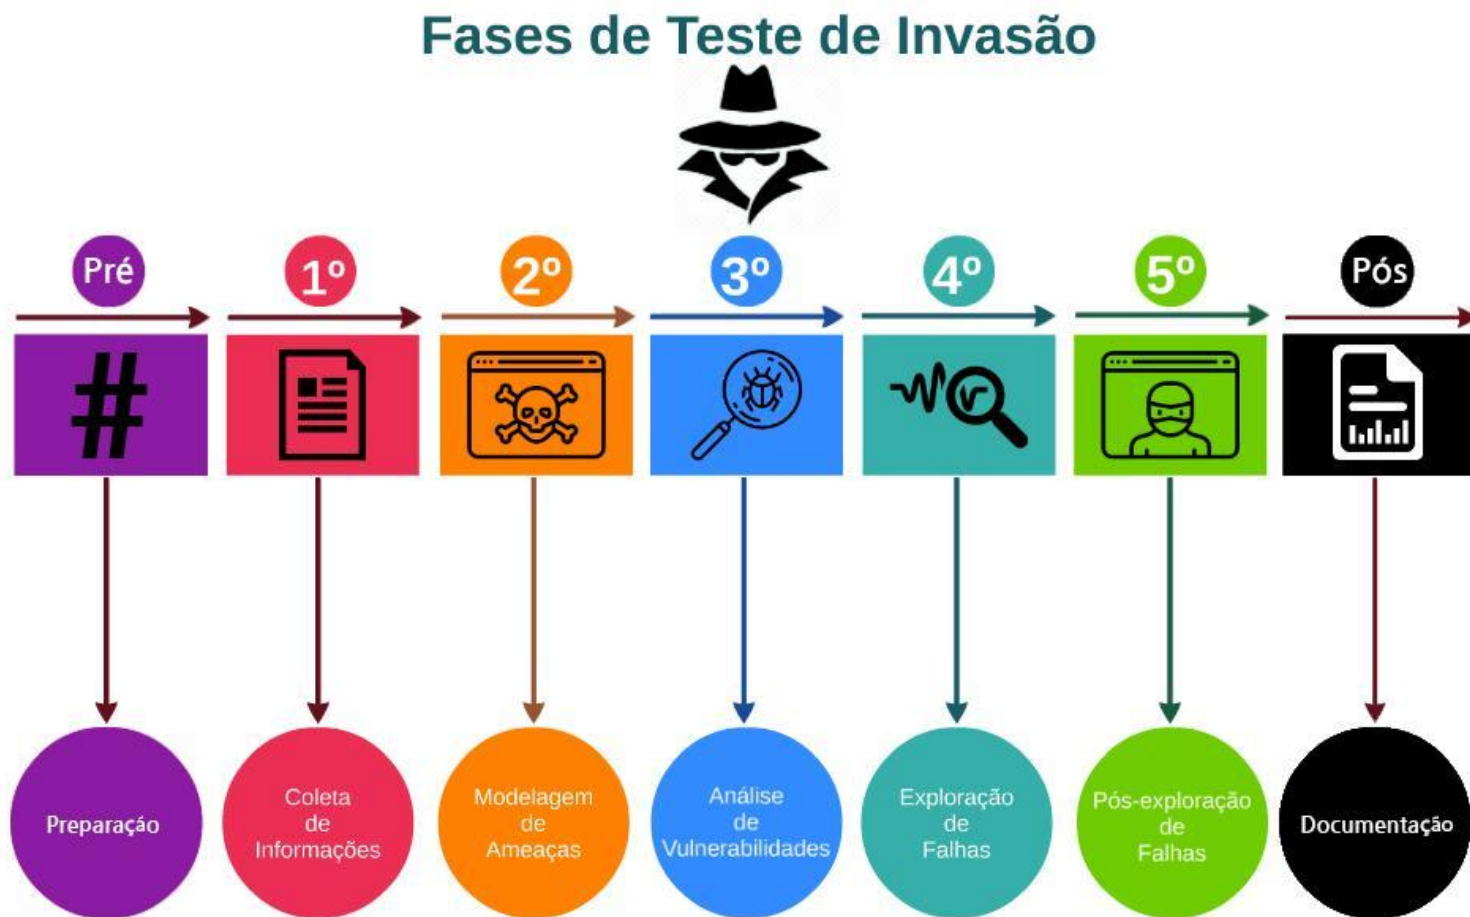 Fases de Teste de Invasão
Pré
1º
2º
3º
4º
5º
Pós
#
Preparação
Coleta
de
Informações
Modelagem
de
Ameaças
Análise
de
Vulnerabilidades
Exploração
de
Falhas
Pós-exploração
de
Falhas
Documentação